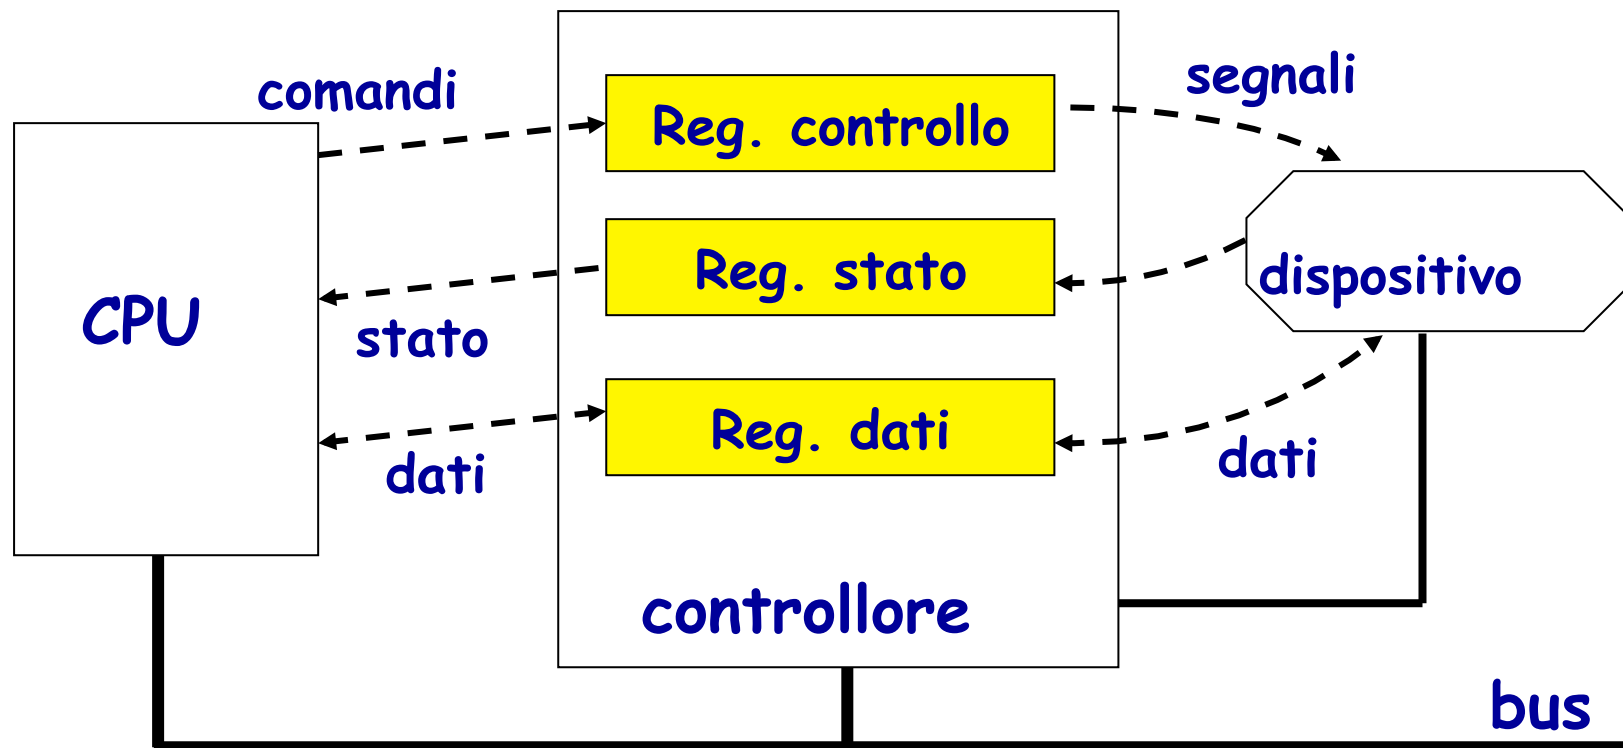 comandi
segnali
Reg. controllo
Reg. stato
dispositivo
CPU
stato
Reg. dati
dati
dati
controllore
bus